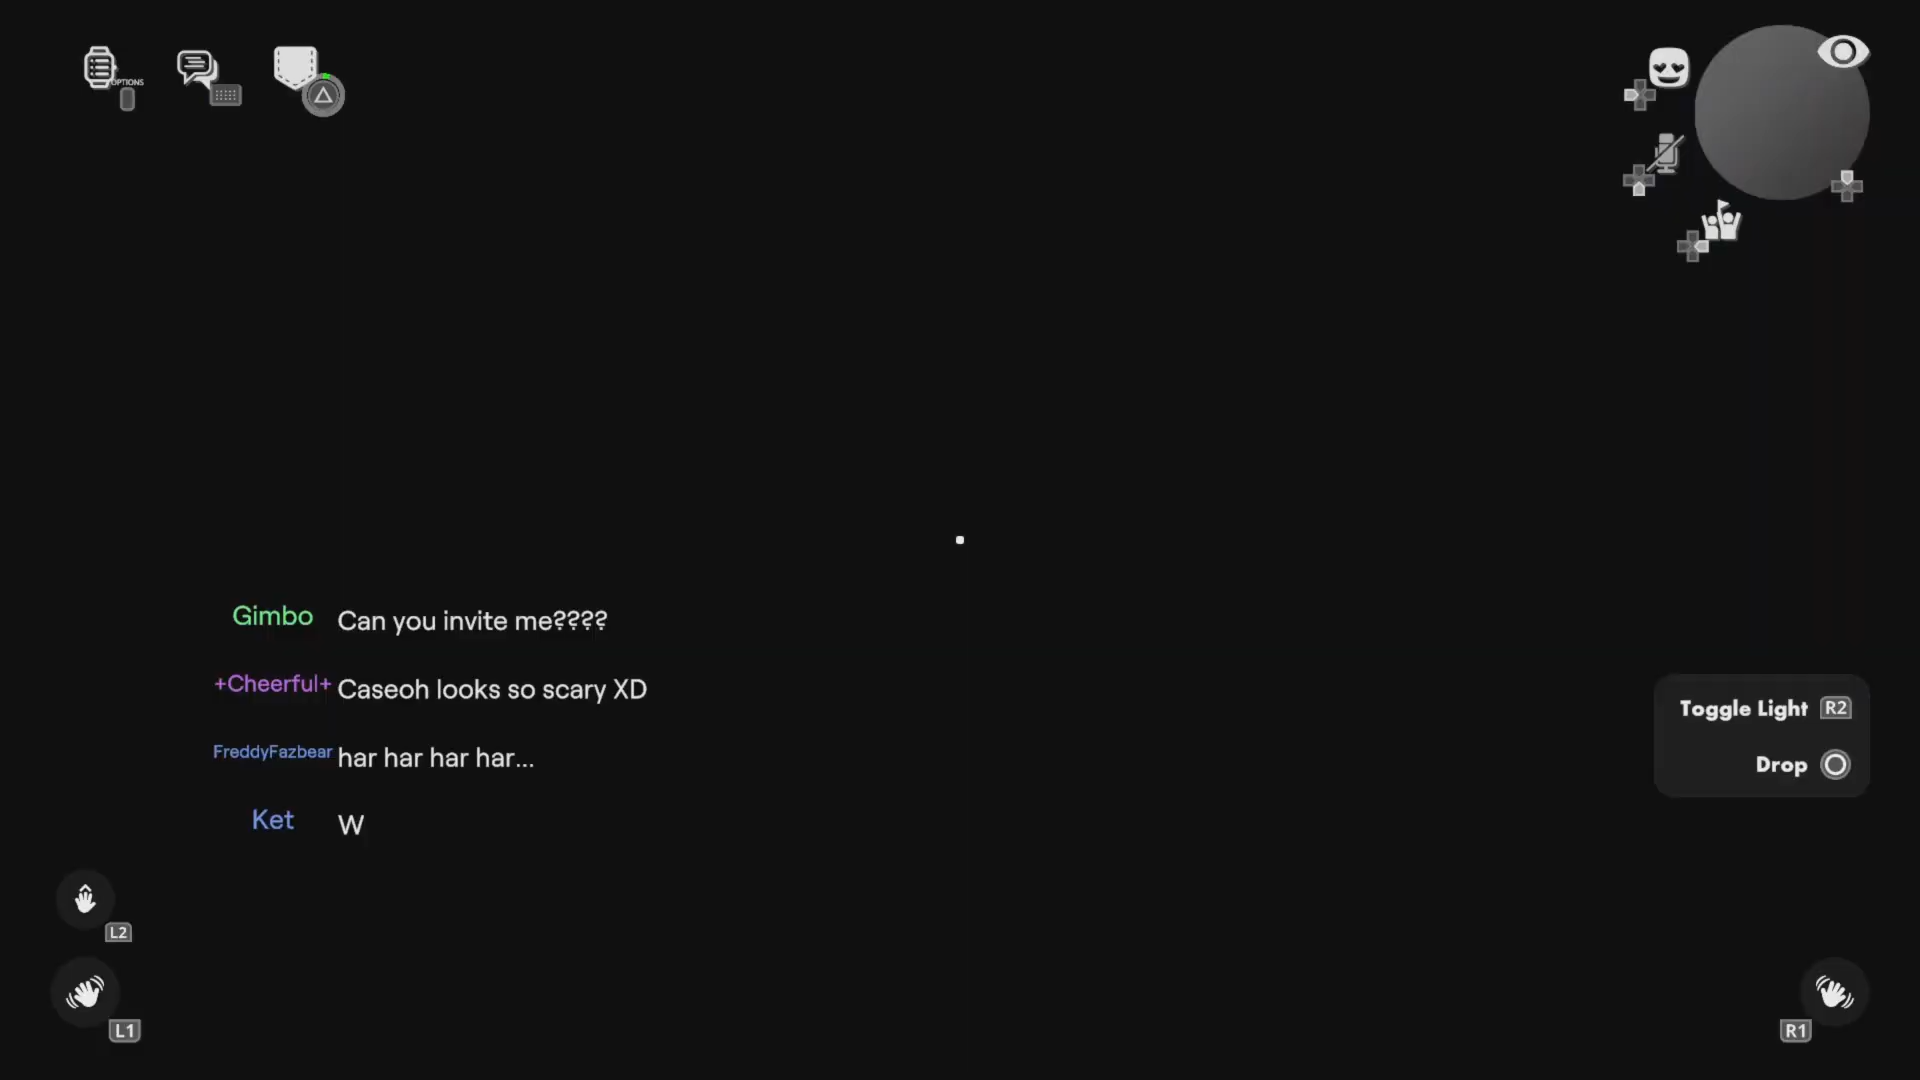 OPTIONS
Gimbo Can you invite me????
+Cheerful+ Caseoh looks so scary XD
FreddyFazbear har har har har...
Ket W
Toggle Light R2
Drop
L2
L1
R1